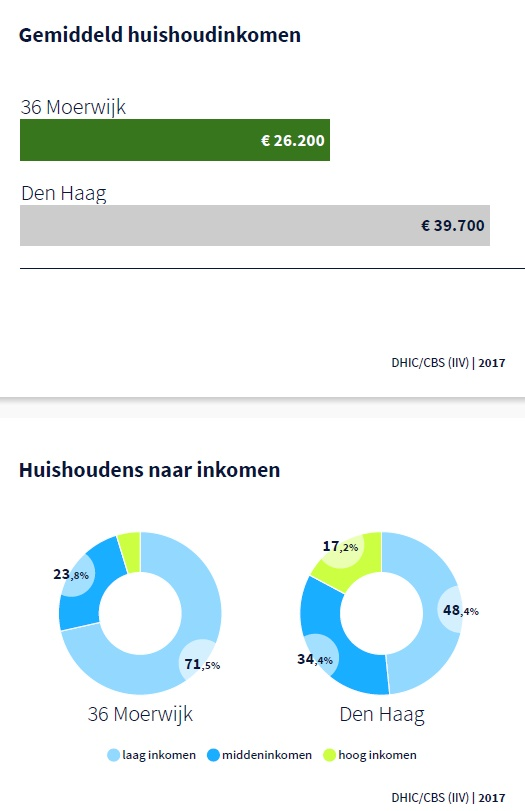 Gemiddeld huishoudinkomen
36 Moerwijk
€ 26.200
Den Haag
€ 39.700
DHIC/CBS (IIV) | 2017
Huishoudens naar inkomen
23,8%
71,5%
36 Moerwijk
17,2%
48,4%
34,4%
Den Haag
laag inkomen middeninkomen hoog inkomen
DHIC/CBS (IIV) | 2017